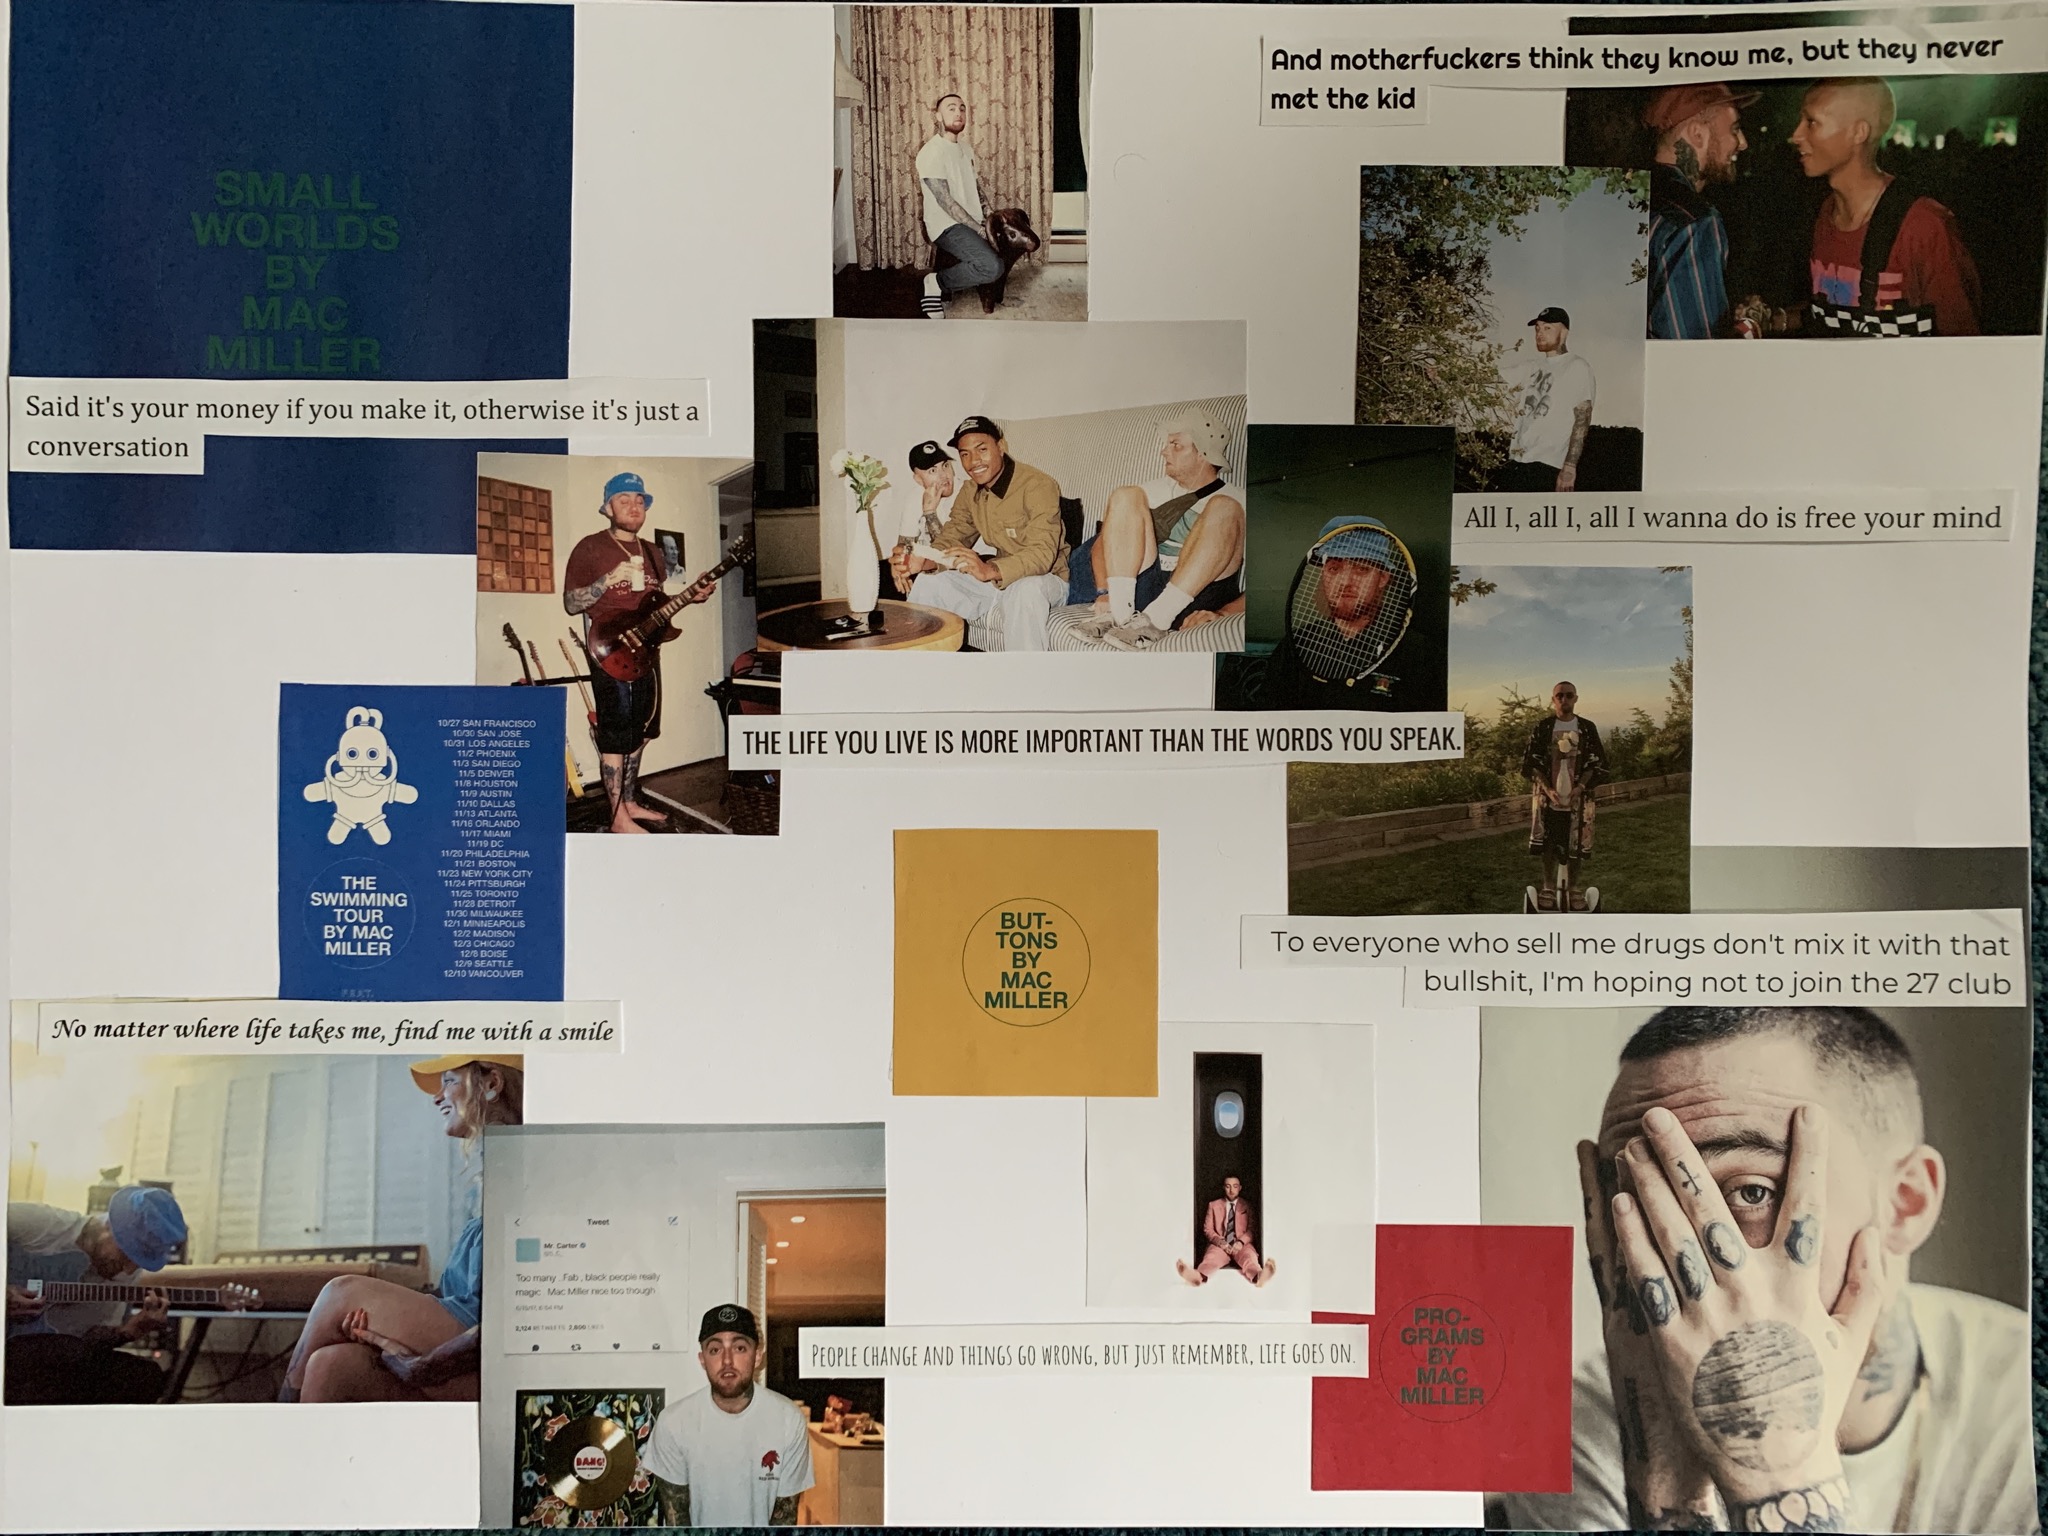 SMALL
WORLDS
BY
MAC
MILLER
Said it's your money if you make it, otherwise it's just a
conversation
And motherfuckers think they know me, but they never
met the kid
All I, all I, all I wanna do is free your mind
THE LIFE YOU LIVE IS MORE IMPORTANT THAN THE WORDS YOU SPEAK.
10/27 SAN FRANCISCO
10/30 SAN JOSE
10/31 LOS ANGELES
11/2 PHOENIX
11/3 SAN DIEGO
11/5 DENVER
11/8 HOUSTON
11/9 AUSTIN
11/10 DALLAS
11/13 ATLANTA
11/16 ORLANDO
11/17 MIAMI
11/19 DC
11/20 PHILADELPHIA
11/21 BOSTON
11/23 NEW YORK CITY
11/24 PITTSBURGH
11/25 TORONTO
11/28 DETROIT
11/30 MILWAUKEE
12/1 MINNEAPOLIS
12/2 MADISON
12/3 CHICAGO
12/8 BOISE
12/9 SEATTLE
12/10 VANCOUVER
THE
SWIMMING
TOUR
BY MAC
MILLER
FEAT.
BUT-
TONS
BY
MAC
MILLER
To everyone who sell me drugs don't mix it with that
bullshit, I'm hoping not to join the 27 club
No matter where life takes me, find me with a smile
Tweet
Mr. Carter
Too many Fab, black people really
magic Mac Miller nice too though
2,124 RETWEETS 2,800 LIKES
BANG!
People change and things go wrong, but just remember, life goes on.
PRO-
GRAMS
BY
MAC
MILLER